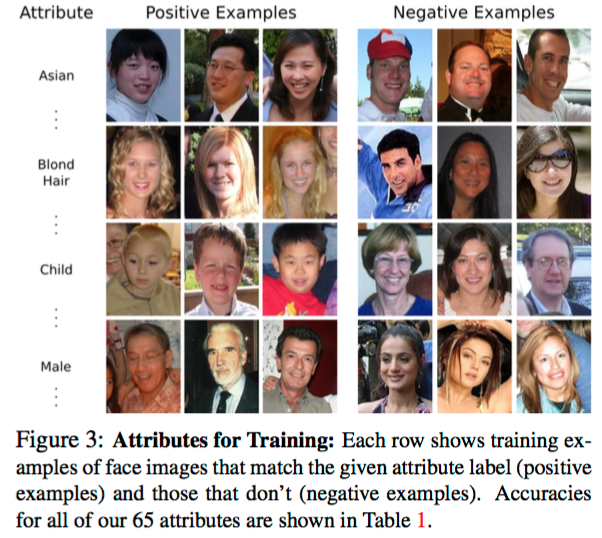 Attribute Positive Examples Negative Examples
Asian
Blond
Hair
Child
Male
Figure 3: Attributes for Training: Each row shows training ex-
amples of face images that match the given attribute label (positive
examples) and those that don't (negative examples). Accuracies
for all of our 65 attributes are shown in Table 1.